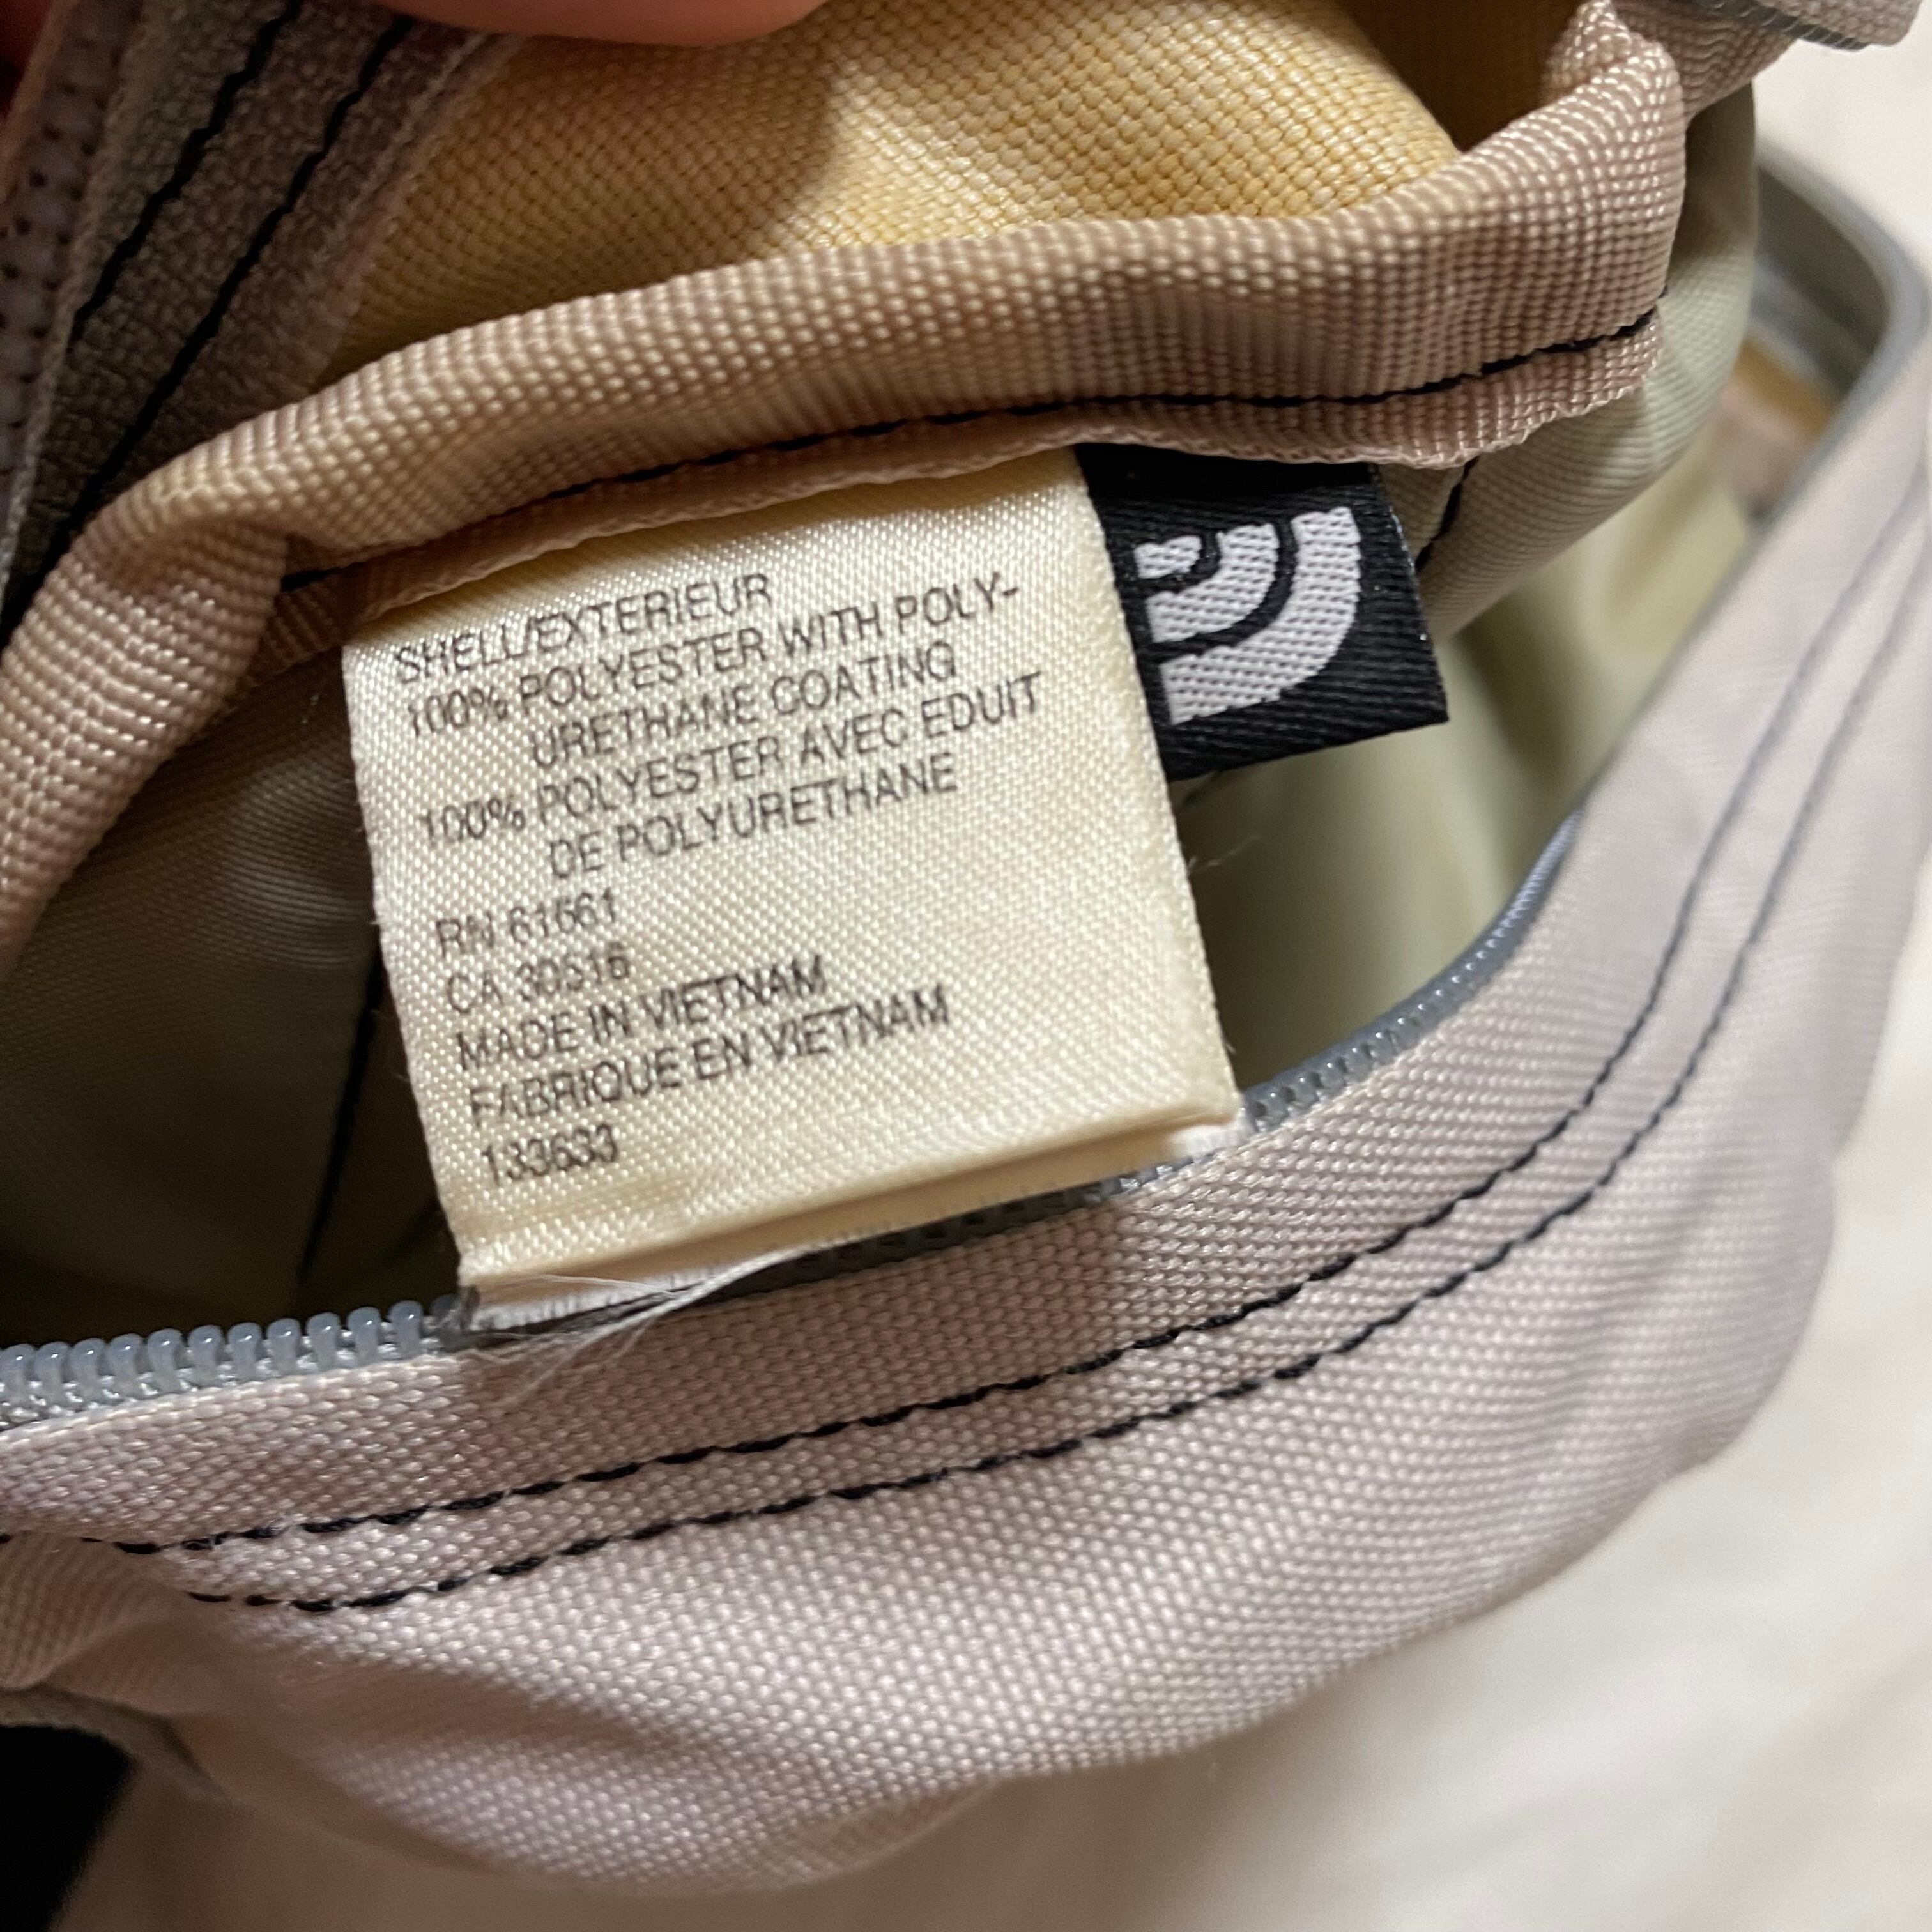 SHELL/EXTERIEUR
100% POLYESTER WITH POLY-
URETHANE COATING
100% POLYESTER AVEC EDUIT
DE POLYURETHANE
RN 61661
CA 30516
MADE IN VIETNAM
FABRIQUE EN VIETNAM
133633